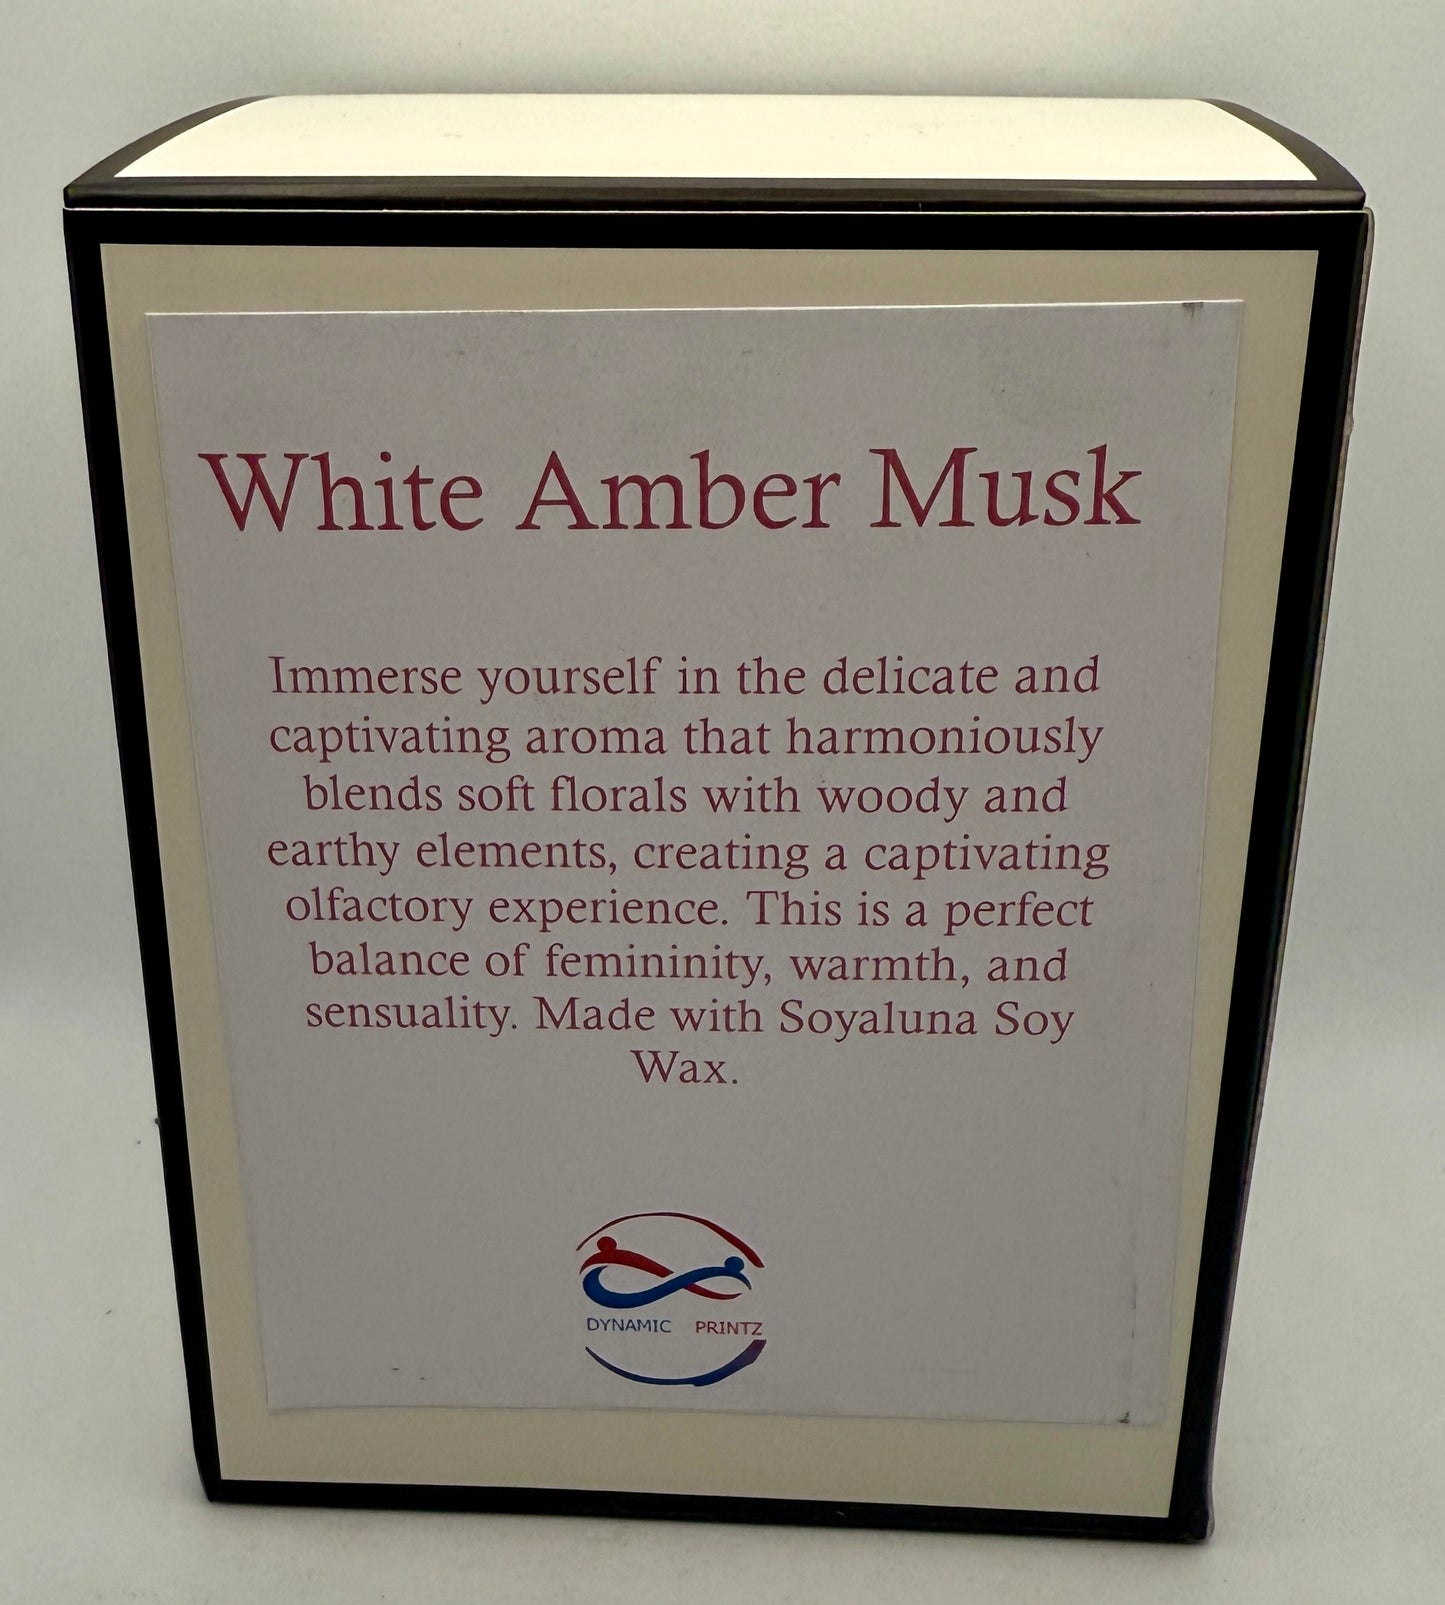 White Amber Musk
Immerse yourself in the delicate and
captivating aroma that harmoniously
blends soft florals with woody and
earthy elements, creating a captivating
olfactory experience. This is a perfect
balance of femininity, warmth, and
sensuality. Made with Soyaluna Soy
Wax.
DYNAMIC PRINTZ